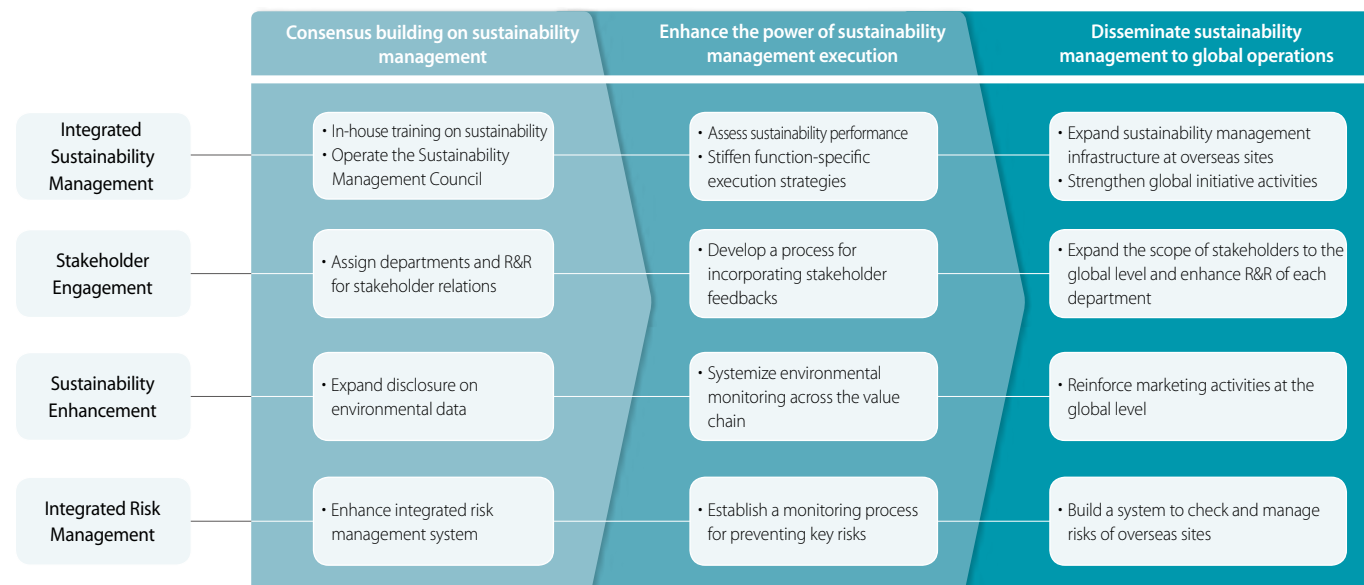 Consensus building on sustainability
management
Enhance the power of sustainability
management execution
Disseminate sustainability
management to global operations
Integrated
Sustainability
Management
• In-house training on sustainability
• Operate the Sustainability
Management Council
• Assess sustainability performance
• Stiffen function-specific
execution strategies
• Expand sustainability management
infrastructure at overseas sites
• Strengthen global initiative activities
Stakeholder
Engagement
• Assign departments and R&R
for stakeholder relations
• Develop a process for
incorporating stakeholder
feedbacks
• Expand the scope of stakeholders to the
global level and enhance R&R of each
department
Sustainability
Enhancement
• Expand disclosure on
environmental data
• Systemize environmental
monitoring across the value
chain
• Reinforce marketing activities at the
global level
Integrated Risk
Management
• Enhance integrated risk
management system
• Establish a monitoring process
for preventing key risks
• Build a system to check and manage
risks of overseas sites